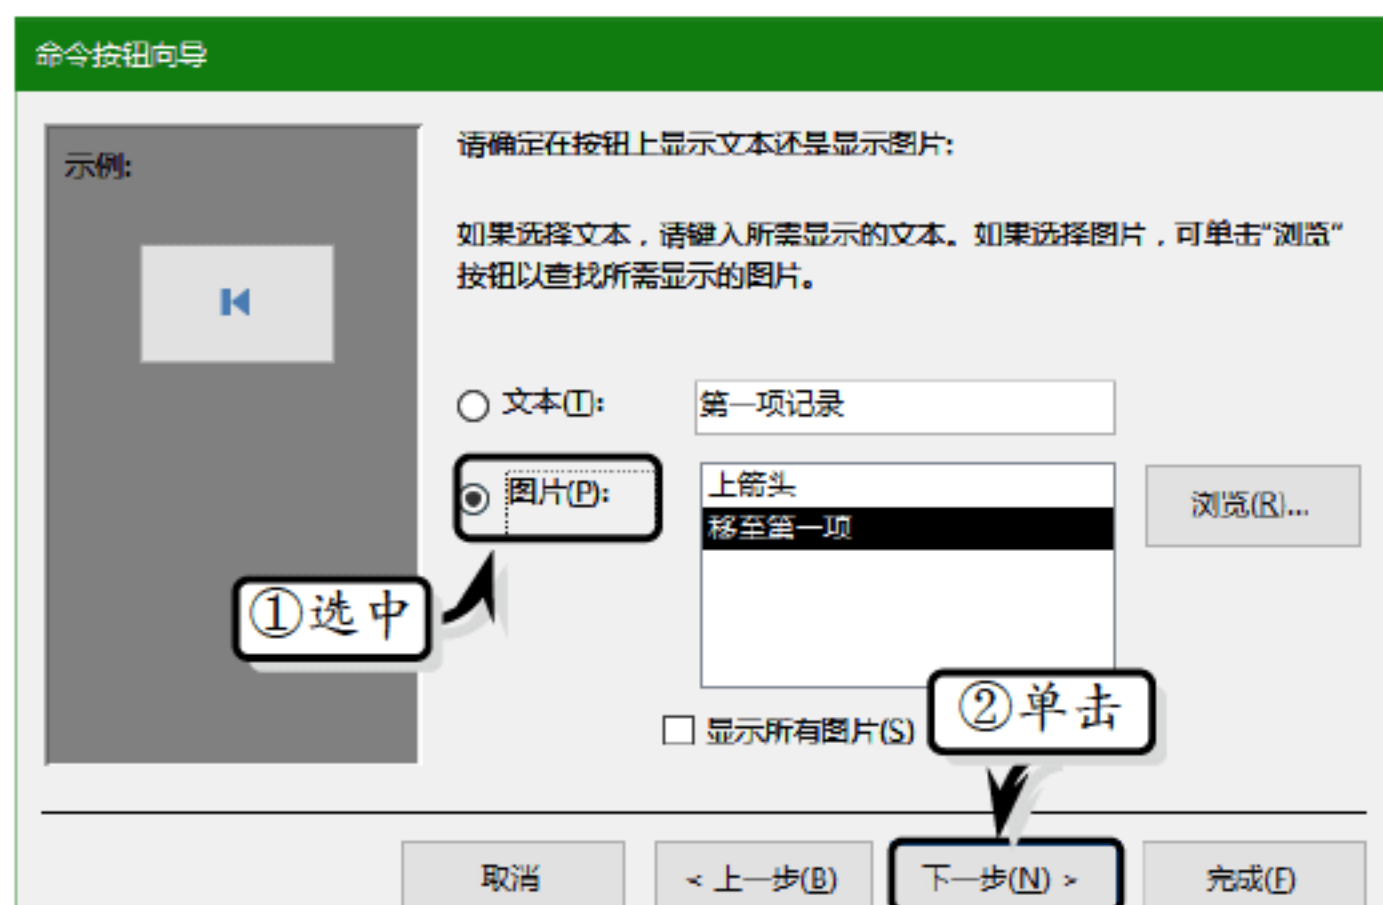 命令按钮向导
示例:
请确定在按钮上显示文本还是显示图片:
如果选择文本，请键入所需显示的文本。如果选择图片，可单击“浏览”
按钮以查找所需显示的图片。
文本(T):
第一项记录
图片(P):
上箭头
移至第一项
浏览(R)...
①选中
显示所有图片(S)
②单击
取消
< 上一步(B)
下一步(N) >
完成(F)